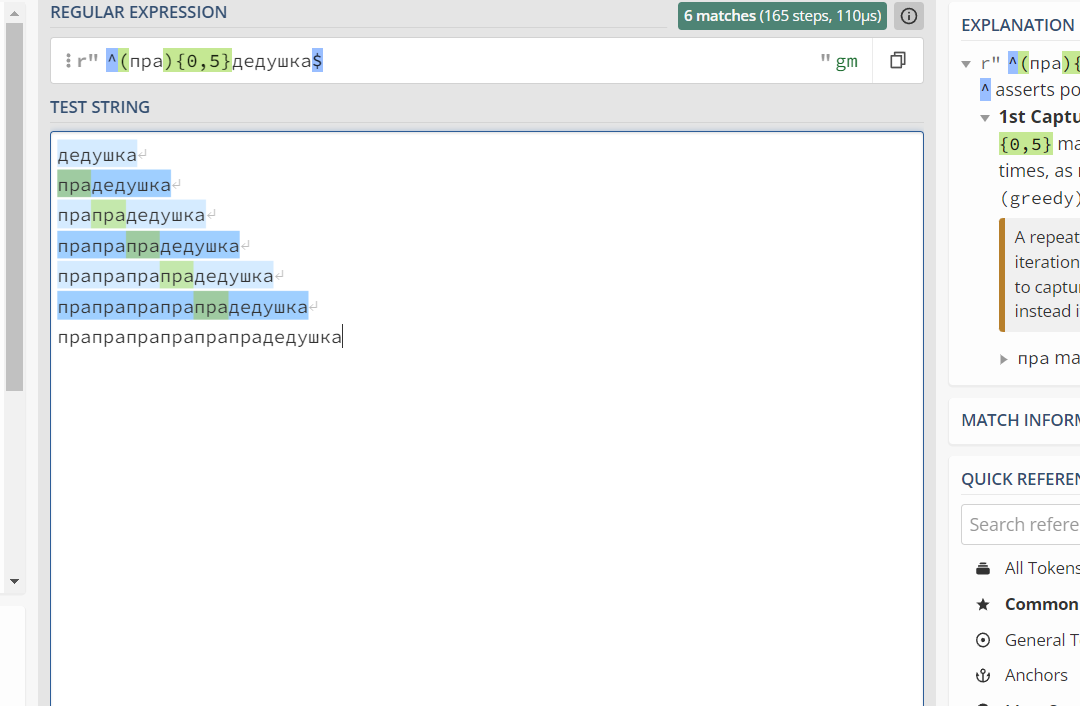 REGULAR EXPRESSION
6 matches (165 steps, 110µs)
r" ^(пра){0,5}дедушка$ " gm
TEST STRING
дедушка
прадедушка
прапрадедушка
прапрапрадедушка
прапрапрапрадедушка
прапрапрапрапрадедушка
прапрапрапрапрапрадедушка
EXPLANATION
r" ^(пра){
^ asserts po
1st Captu
{0,5} ma
times, as
(greedy)
A repeat
iteration
to captur
instead i
пра ma
MATCH INFORM
QUICK REFEREN
Search refere
All Tokens
Common
General T
Anchors